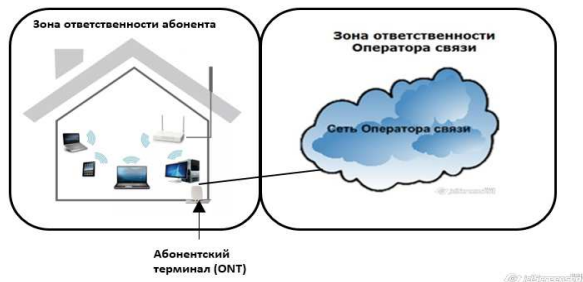 Зона ответственности абонента
Зона ответственности
Оператора связи
Сеть Оператора связи
Абонентский
терминал (ONT)